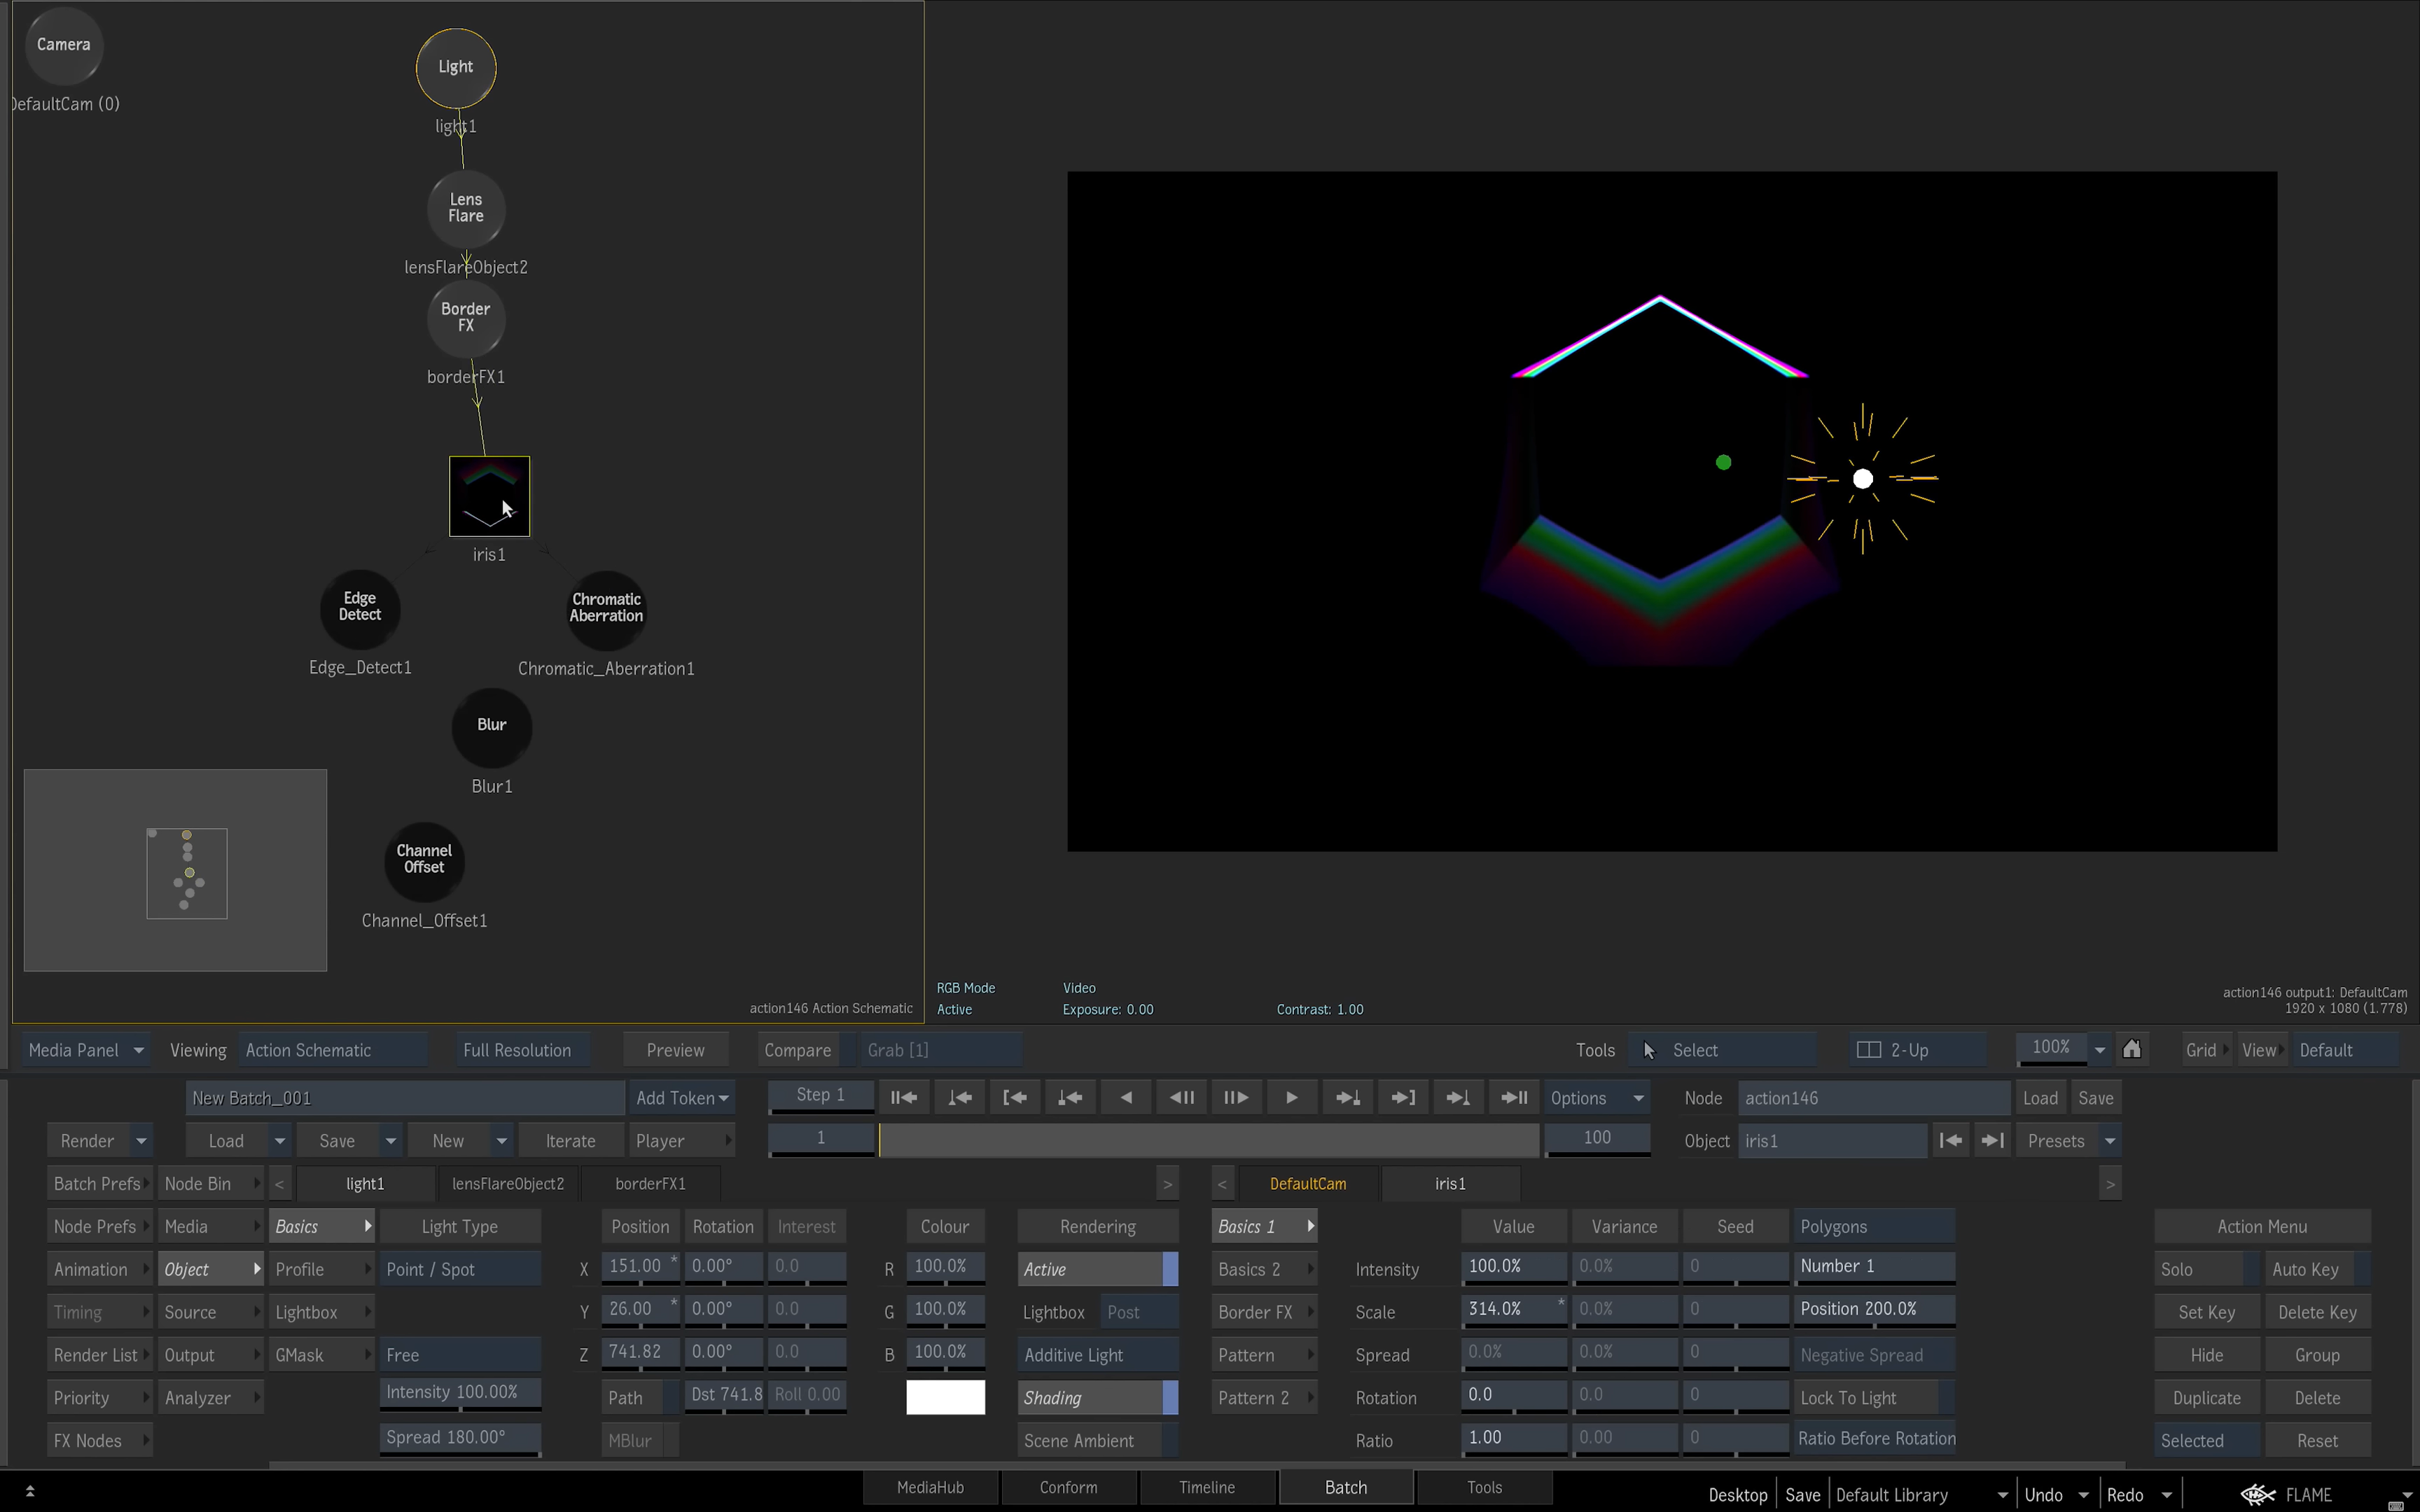 Camera
DefaultCam (0)
Light
light1
Lens
Flare
lensFlareObject2
Border
FX
borderFX1
iris1
Edge
Detect
Edge_Detect1
Chromatic
Aberration
Chromatic_Aberration1
Blur
Blur1
Channel
Offset
Channel_Offset1
action146 Action Schematic
RGB Mode Video
Active Exposure: 0.00 Contrast: 1.00
action146 output1: DefaultCam
1920 x 1080 (1.778)
Media Panel Viewing Action Schematic Full Resolution Preview Compare Grab [1] Tools Select 2-Up 100% Grid View Default
New Batch_001 Add Token Step 1 Options Node action146 Load Save
Render Load Save New Iterate Player 1 100 Object iris1 Presets
Batch Prefs Node Bin < light1 lensFlareObject2 borderFX1 > < DefaultCam iris1 >
Node Prefs Media Basics Light Type Position Rotation Interest Colour Rendering Basics 1 Value Variance Seed Polygons Action Menu
Animation Object Profile Point / Spot X 151.00 * 0.00° 0.0 R 100.0% Active Basics 2 Intensity 100.0% 0.0% 0 Number 1 Solo Auto Key
Timing Source Lightbox Y 26.00 * 0.00° 0.0 G 100.0% Lightbox Post Border FX Scale 314.0% * 0.0% 0 Position 200.0% Set Key Delete Key
Render List Output GMask Free Z 741.82 0.00° 0.0 B 100.0% Additive Light Pattern Spread 0.0% 0.0% 0 Negative Spread Hide Group
Priority Analyzer Intensity 100.00% Path Dst 741.8 Roll 0.00 Shading Pattern 2 Rotation 0.0 0.0 0 Lock To Light Duplicate Delete
FX Nodes Spread 180.00° MBlur Scene Ambient Ratio 1.00 0.00 0 Ratio Before Rotation Selected Reset
MediaHub Conform Timeline Batch Tools Desktop Save Default Library Undo Redo FLAME